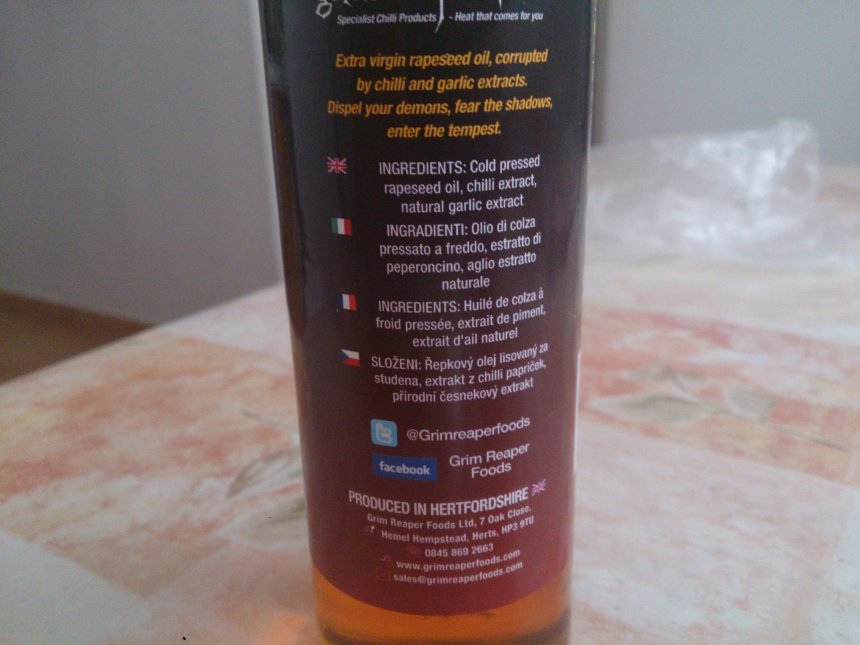 Specialist Chilli Products - Heat that comes for you
Extra virgin rapeseed oil, corrupted
by chilli and garlic extracts.
Dispel your demons, fear the shadows,
enter the tempest.
INGREDIENTS: Cold pressed
rapeseed oil, chilli extract,
natural garlic extract
INGRADIENTI: Olio di colza
pressato a freddo, estratto di
peperoncino, aglio estratto
naturale
INGREDIENTS: Huilé de colza à
froid pressée, extrait de piment,
extrait d'ail naturel
SLOŽENI: Řepkový olej lisovaný za
studena, extrakt z chilli papriček,
přírodní česnekový extrakt
@Grimreaperfoods
facebook Grim Reaper
Foods
PRODUCED IN HERTFORDSHIRE
Grim Reaper Foods Ltd, 7 Oak Close,
Hemel Hempstead, Herts, HP3 9TU
0845 869 2663
www.grimreaperfoods.com
sales@grimreaperfoods.com